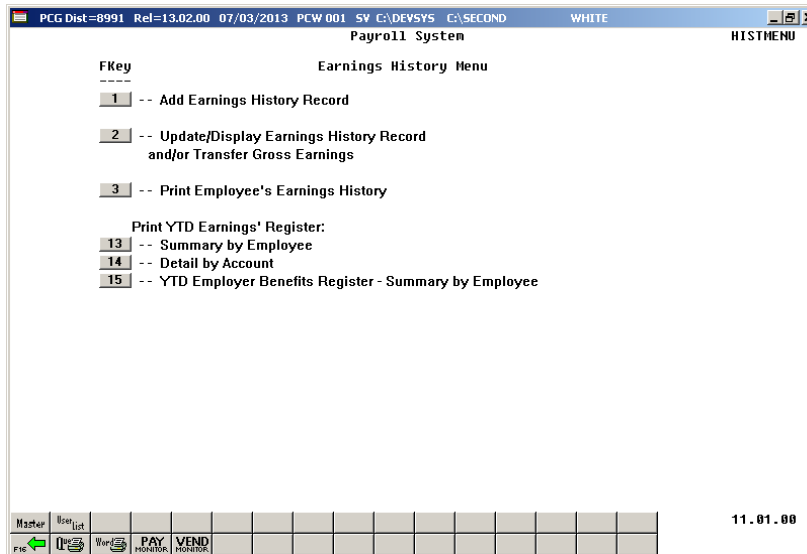 PCG Dist=8991 Rel=13.02.00 07/03/2013 PCW 001 SV C:\DEVSYS C:\SECOND WHITE
Payroll System HISTMENU
FKey Earnings History Menu
----
1 -- Add Earnings History Record
2 -- Update/Display Earnings History Record
and/or Transfer Gross Earnings
3 -- Print Employee's Earnings History
Print YTD Earnings' Register:
13 -- Summary by Employee
14 -- Detail by Account
15 -- YTD Employer Benefits Register - Summary by Employee
Master User List 11.01.00
F16 Que Word PAY MONITOR VEND MONITOR